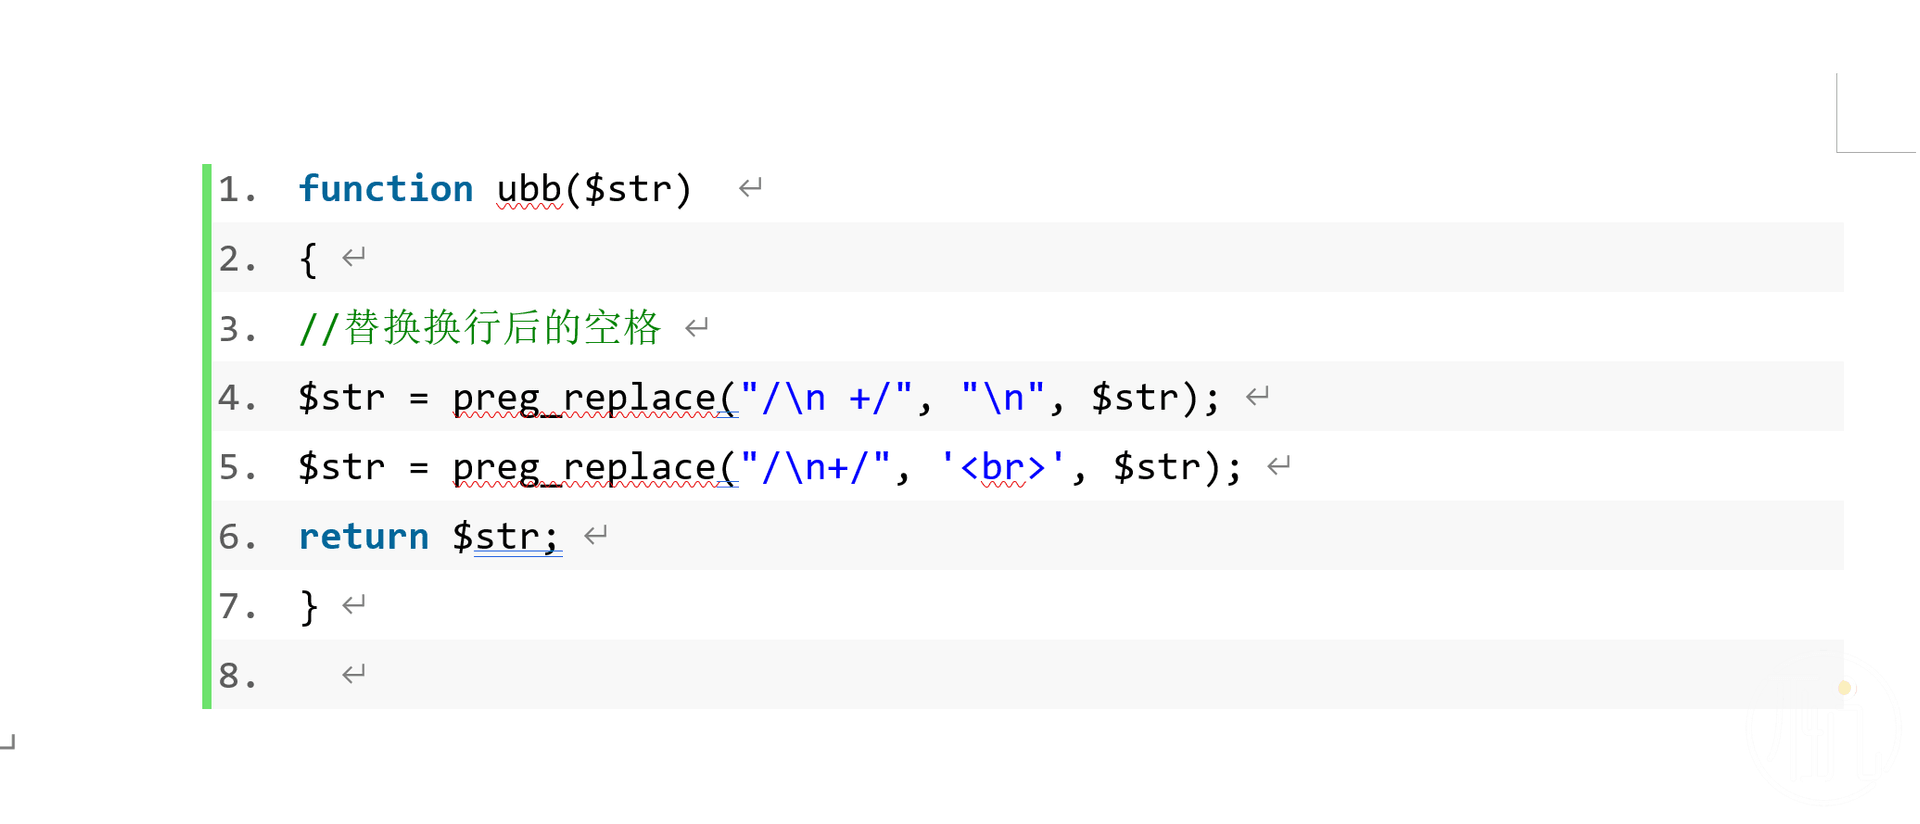 1. function ubb($str) ↵
2. { ↵
3. //替换换行后的空格 ↵
4. $str = preg_replace("/\n +/", "\n", $str); ↵
5. $str = preg_replace("/\n+/", '<br>', $str); ↵
6. return $str; ↵
7. } ↵
8. ↵